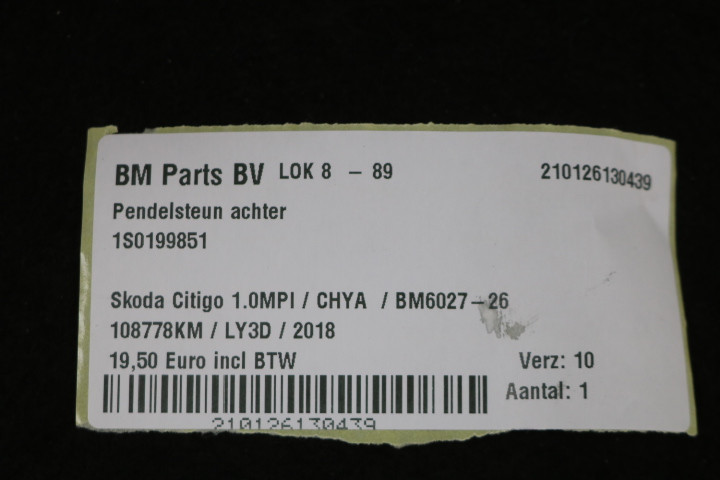 BM Parts BV LOK 8 - 89 210126130439
Pendelsteun achter
1S0199851
Skoda Citigo 1.0MPI / CHYA / BM6027-26
108778KM / LY3D / 2018
19,50 Euro incl BTW Verz: 10
Aantal: 1
210126130439